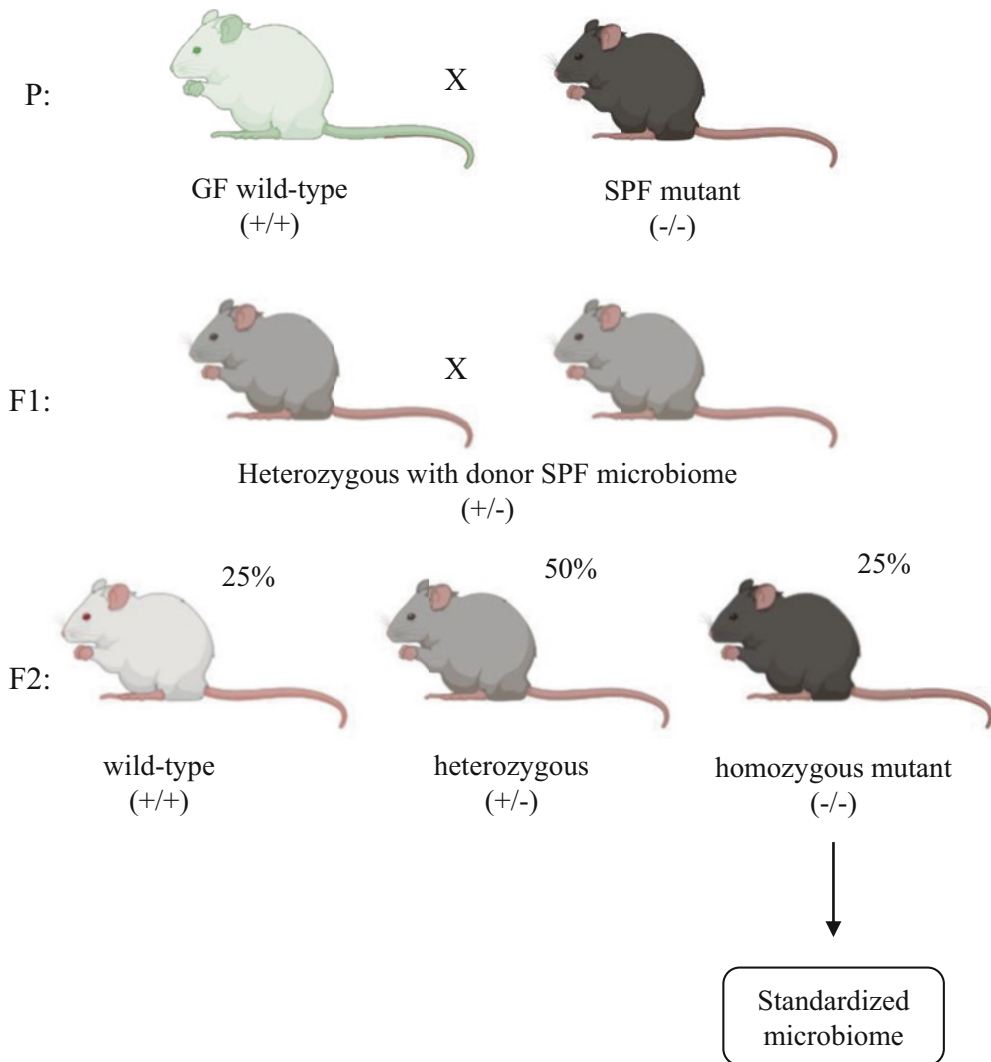 P:
X
GF wild-type
(+/+)
SPF mutant
(-/-)
F1:
X
Heterozygous with donor SPF microbiome
(+/-)
25%
50%
25%
F2:
wild-type
(+/+)
heterozygous
(+/-)
homozygous mutant
(-/-)
Standardized
microbiome